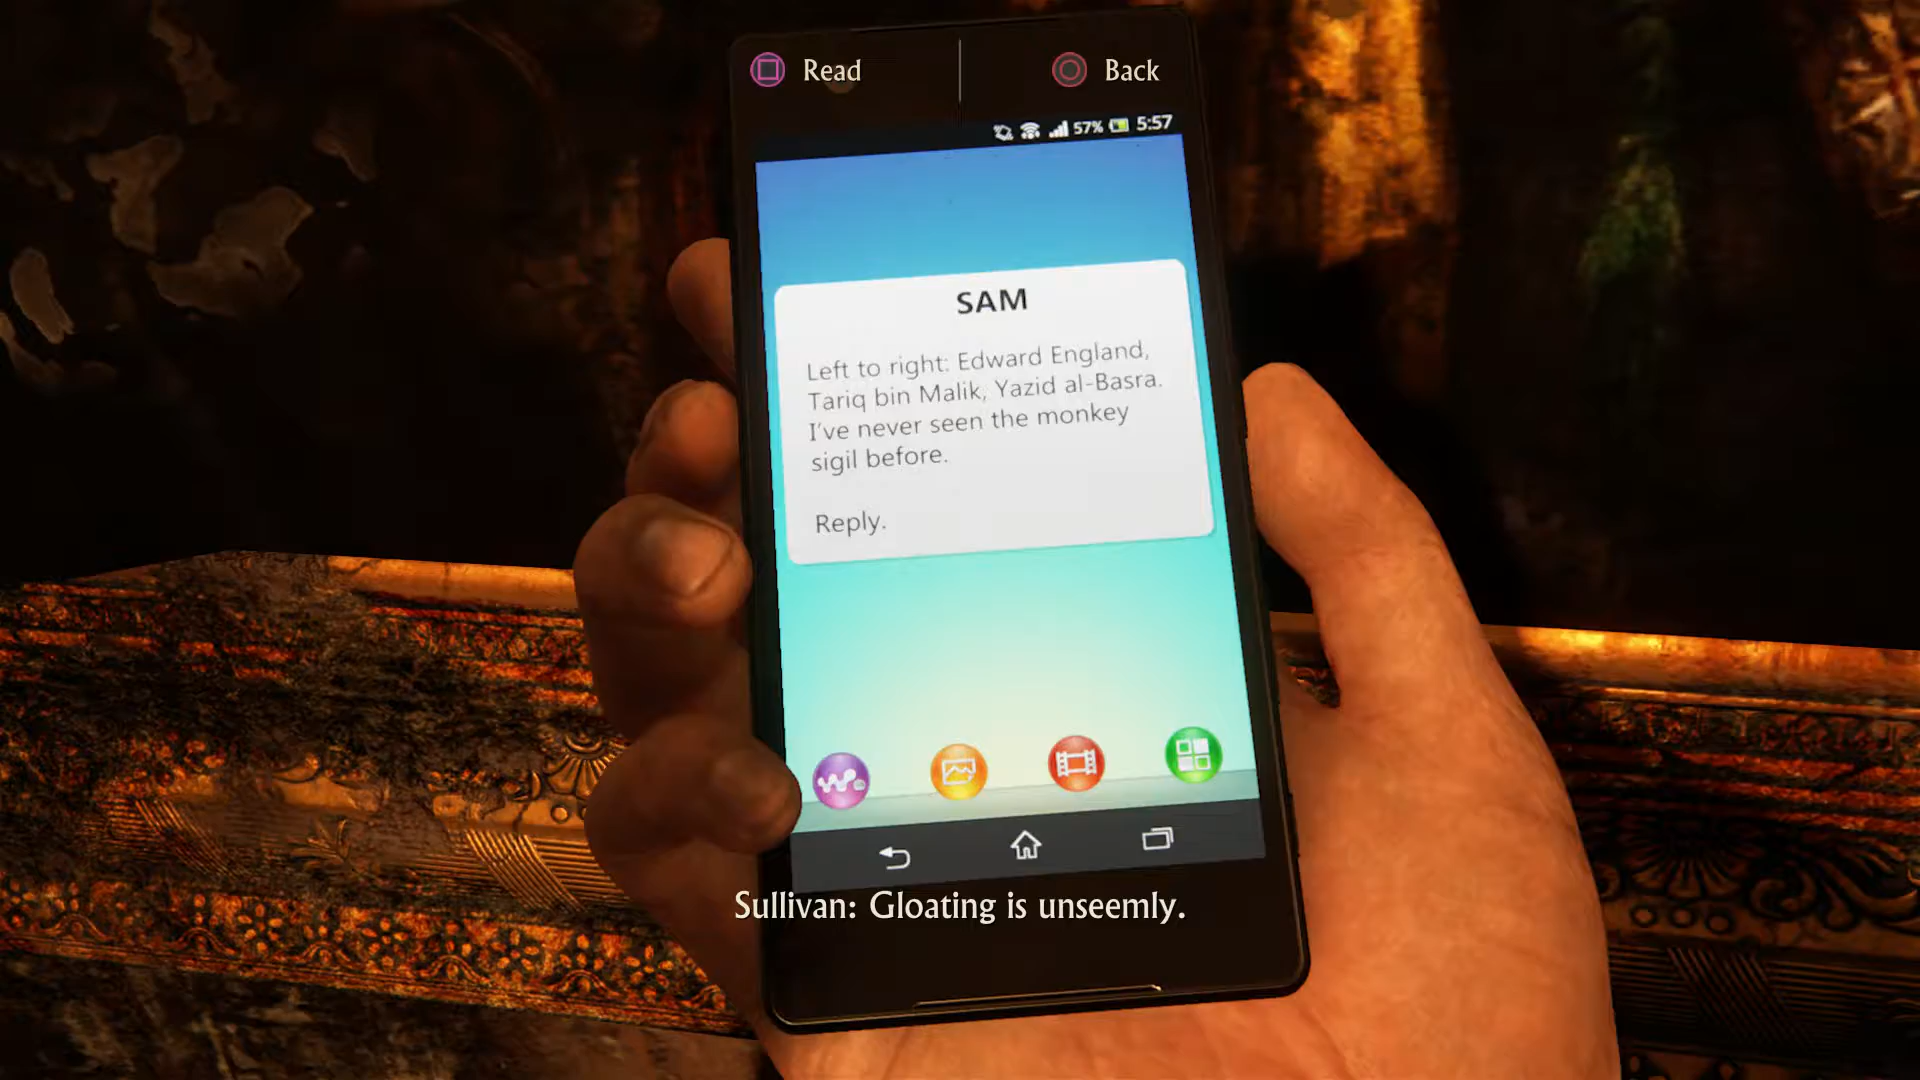 Read
Back
57% 5:57
SAM
Left to right: Edward England,
Tariq bin Malik, Yazid al-Basra.
I've never seen the monkey
sigil before.
Reply.
Sullivan: Gloating is unseemly.